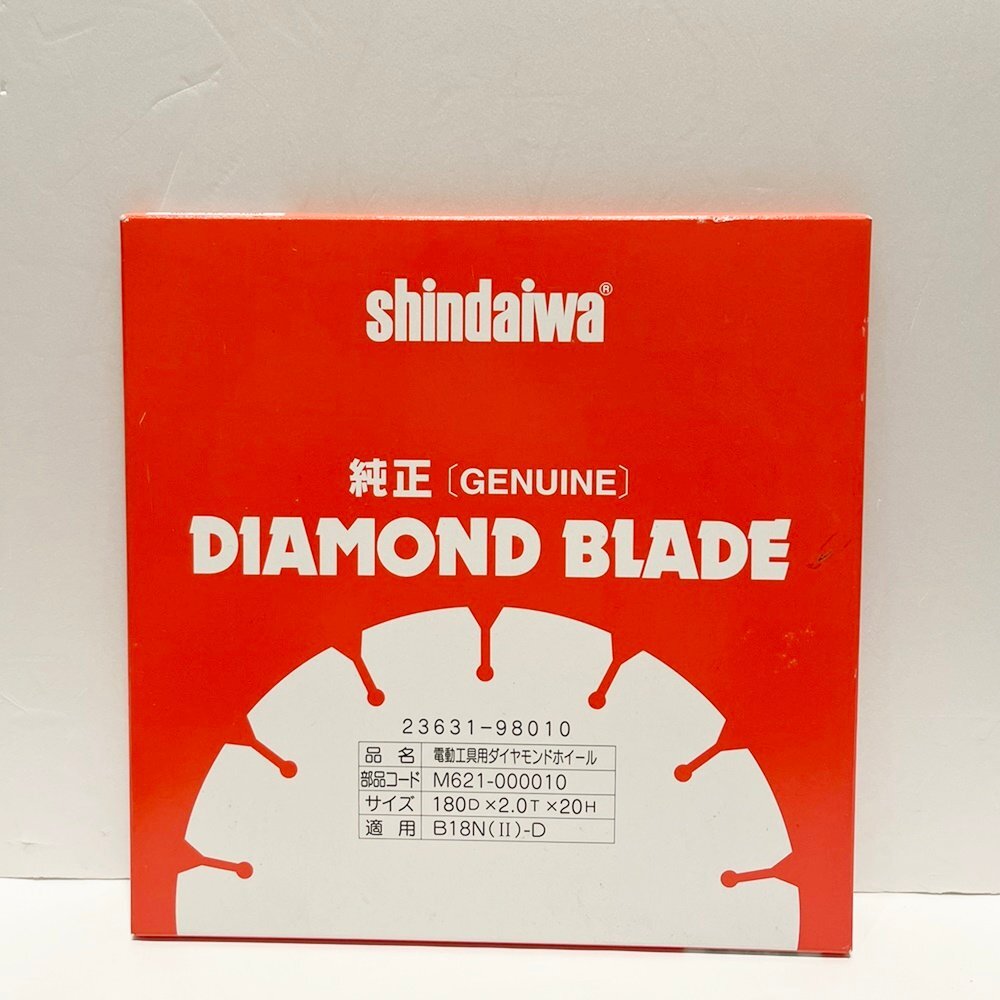 shindaiwa®
純正〔GENUINE〕
DIAMOND BLADE
23631-98010
品名 電動工具用ダイヤモンドホイール
部品コード M621-000010
サイズ 180D×2.0T×20H
適用 B18N(II)-D